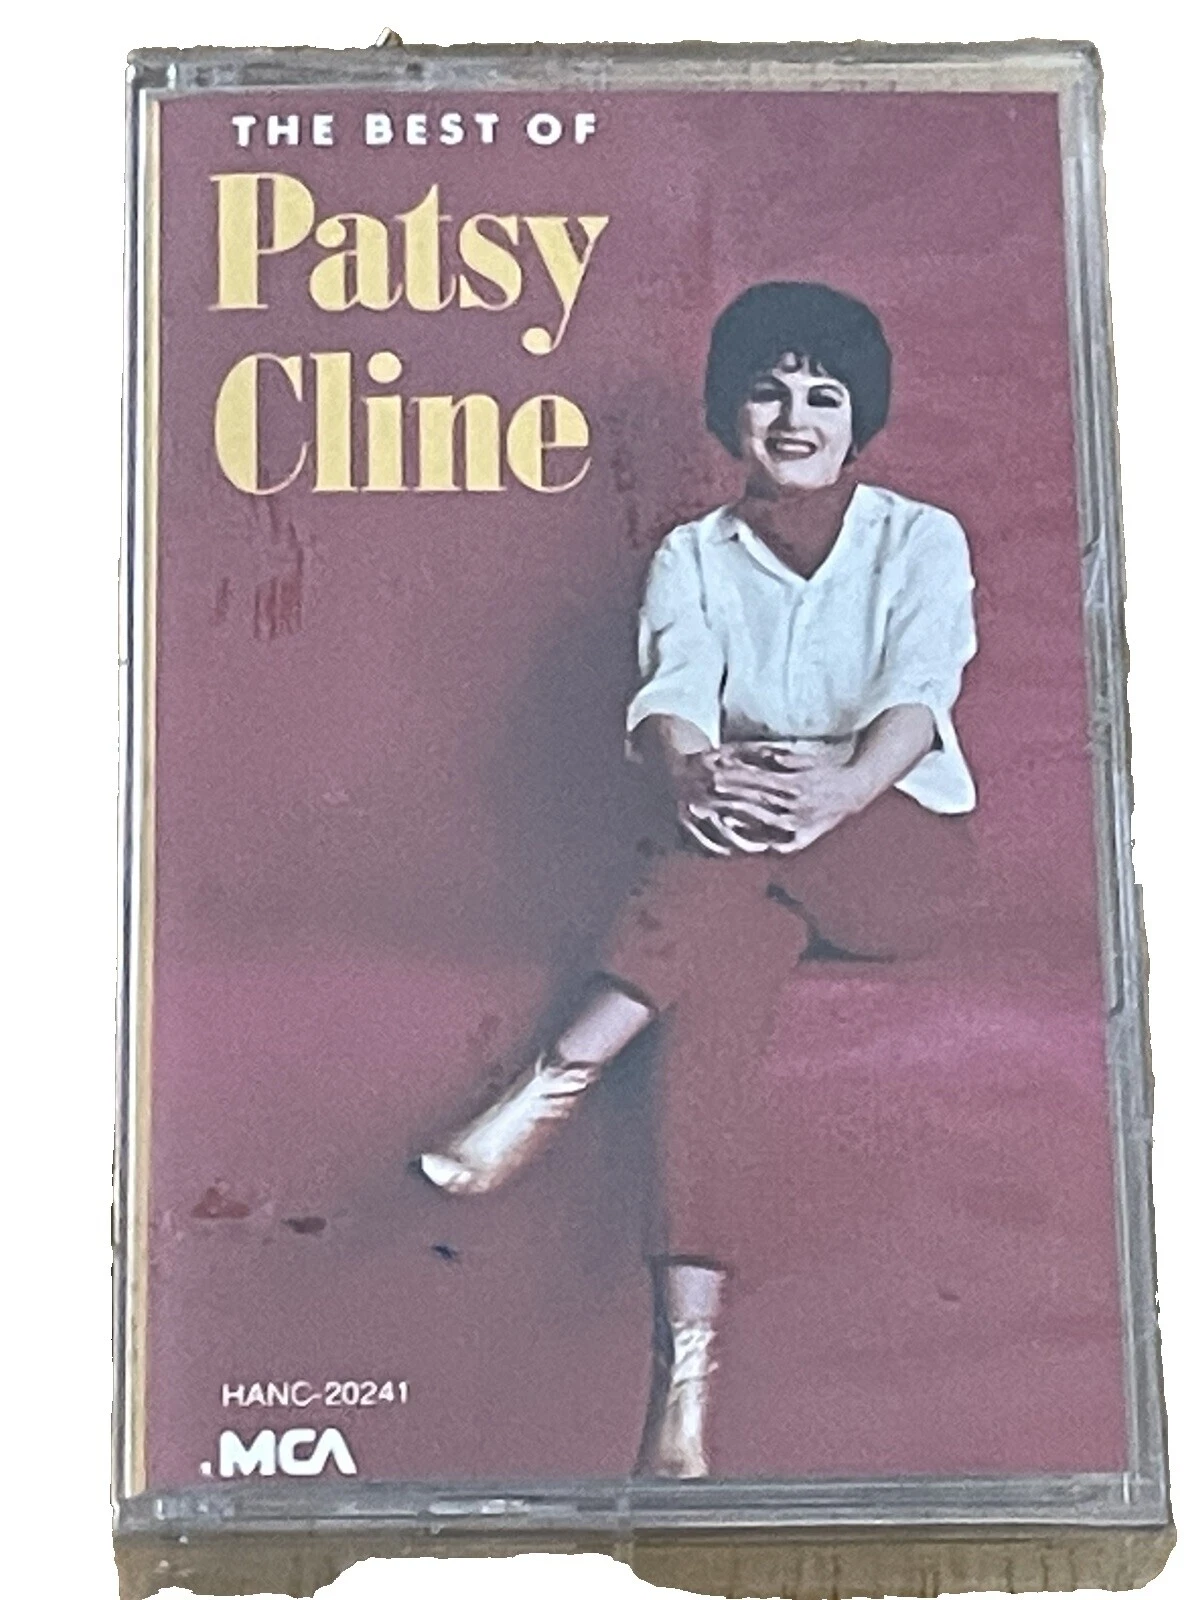 THE BEST OF
Patsy
Cline
HANC-20241
MCA